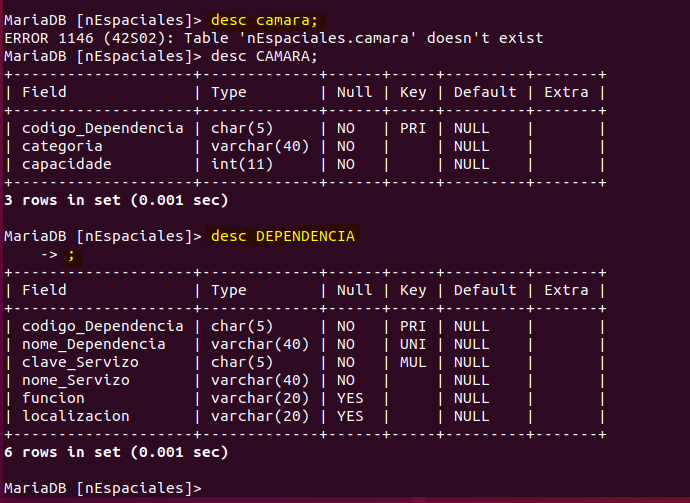 MariaDB [nEspaciales]> desc camara;
ERROR 1146 (42S02): Table 'nEspaciales.camara' doesn't exist
MariaDB [nEspaciales]> desc CAMARA;
+--------------------+-------------+------+-----+---------+-------+
| Field              | Type        | Null | Key | Default | Extra |
+--------------------+-------------+------+-----+---------+-------+
| codigo_Dependencia | char(5)     | NO   | PRI | NULL    |       |
| categoria          | varchar(40) | NO   |     | NULL    |       |
| capacidade         | int(11)     | NO   |     | NULL    |       |
+--------------------+-------------+------+-----+---------+-------+
3 rows in set (0.001 sec)
MariaDB [nEspaciales]> desc DEPENDENCIA
    -> ;
+--------------------+-------------+------+-----+---------+-------+
| Field              | Type        | Null | Key | Default | Extra |
+--------------------+-------------+------+-----+---------+-------+
| codigo_Dependencia | char(5)     | NO   | PRI | NULL    |       |
| nome_Dependencia   | varchar(40) | NO   | UNI | NULL    |       |
| clave_Servizo      | char(5)     | NO   | MUL | NULL    |       |
| nome_Servizo       | varchar(40) | NO   |     | NULL    |       |
| funcion            | varchar(20) | YES  |     | NULL    |       |
| localizacion       | varchar(20) | YES  |     | NULL    |       |
+--------------------+-------------+------+-----+---------+-------+
6 rows in set (0.001 sec)
MariaDB [nEspaciales]>